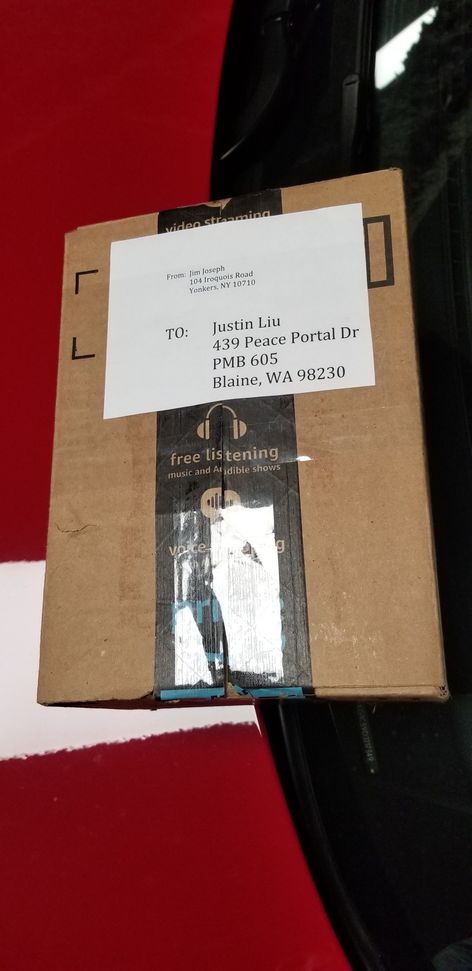 video streaming
From: Jim Joseph
104 Iroquois Road
Yonkers, NY 10710
TO: Justin Liu
439 Peace Portal Dr
PMB 605
Blaine, WA 98230
free listening
music and Audible shows